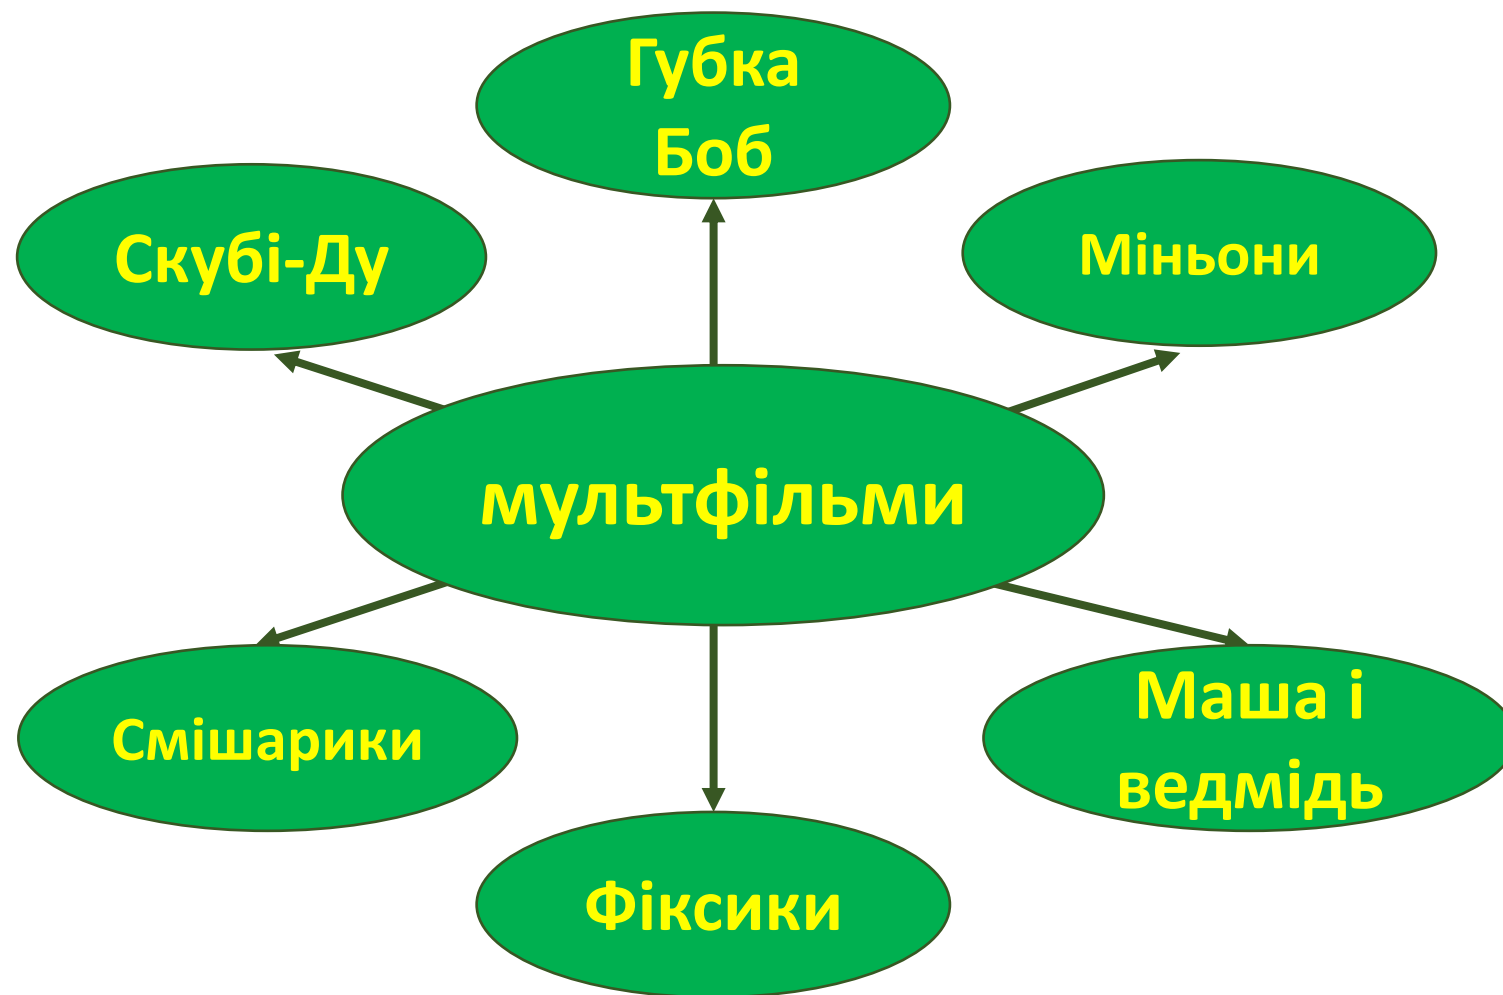 Губка
Боб
Скубі-Ду
Міньони
мультфільми
Смішарики
Маша і
ведмідь
Фіксики